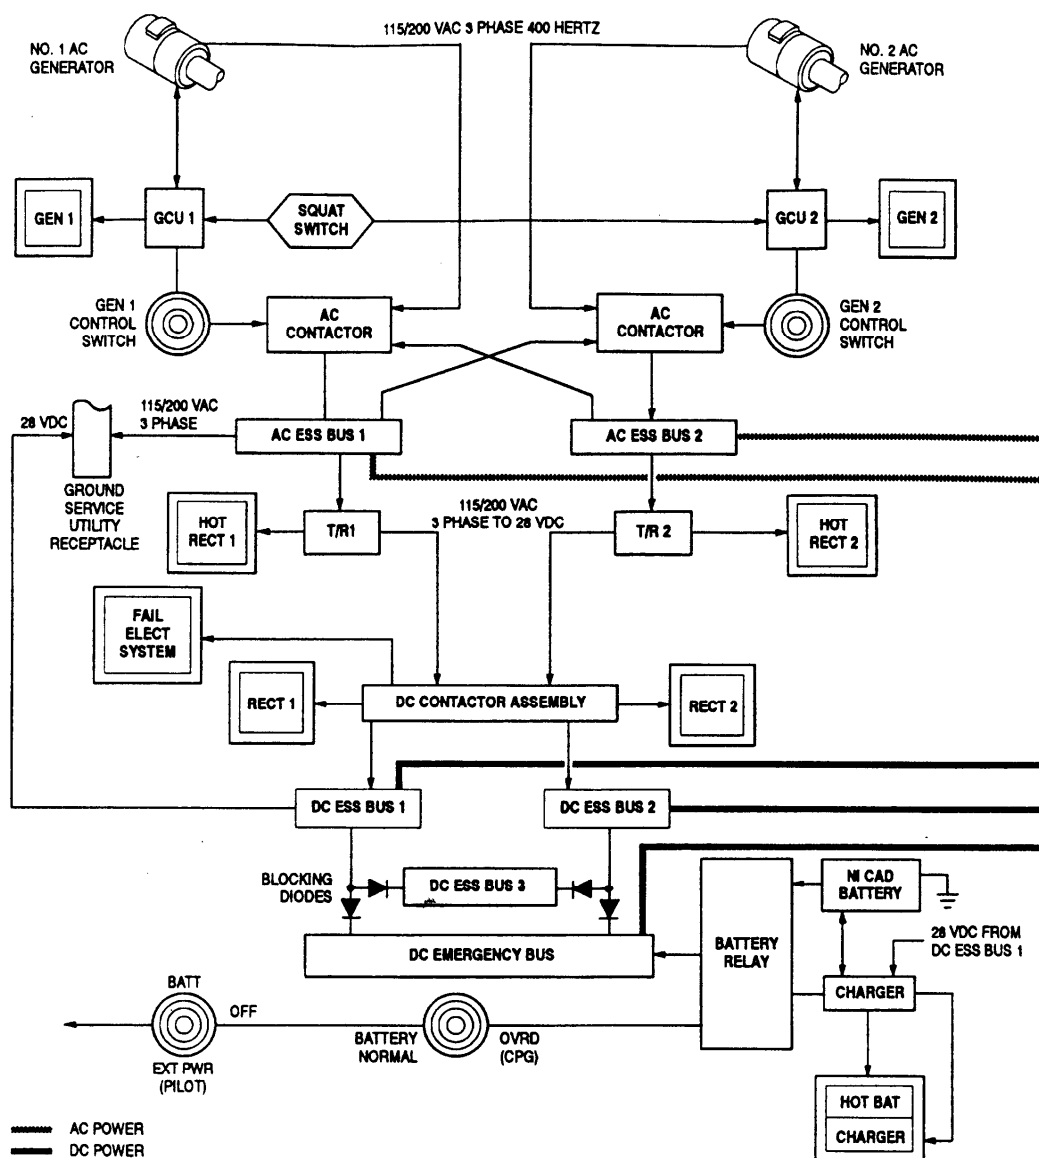 115/200 VAC 3 PHASE 400 HERTZ
NO. 1 AC
GENERATOR
NO. 2 AC
GENERATOR
GEN 1
GCU 1
SQUAT
SWITCH
GCU 2
GEN 2
GEN 1
CONTROL
SWITCH
AC
CONTACTOR
AC
CONTACTOR
GEN 2
CONTROL
SWITCH
28 VDC
115/200 VAC
3 PHASE
AC ESS BUS 1
AC ESS BUS 2
GROUND
SERVICE
UTILITY
RECEPTACLE
HOT
RECT 1
T/R1
115/200 VAC
3 PHASE TO 28 VDC
T/R 2
HOT
RECT 2
FAIL
ELECT
SYSTEM
RECT 1
DC CONTACTOR ASSEMBLY
RECT 2
DC ESS BUS 1
DC ESS BUS 2
BLOCKING
DIODES
DC ESS BUS 3
NI CAD
BATTERY
DC EMERGENCY BUS
BATTERY
RELAY
28 VDC FROM
DC ESS BUS 1
CHARGER
BATT
OFF
EXT PWR
(PILOT)
BATTERY
NORMAL
OVRD
(CPG)
HOT BAT
CHARGER
AC POWER
DC POWER